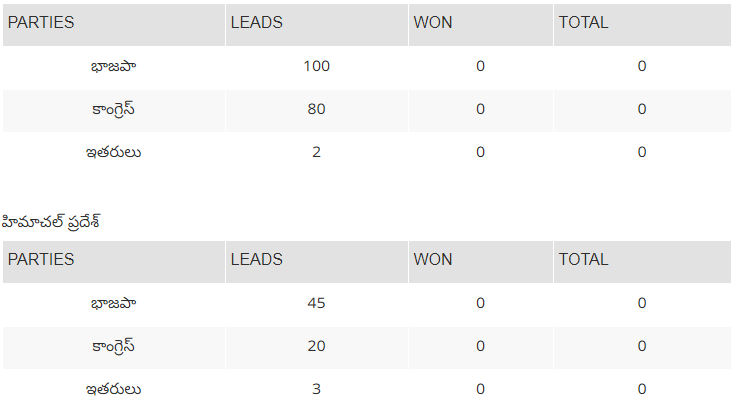 PARTIES LEADS WON TOTAL
భాజపా 100 0 0
కాంగ్రెస్ 80 0 0
ఇతరులు 2 0 0
హిమాచల్ ప్రదేశ్
PARTIES LEADS WON TOTAL
భాజపా 45 0 0
కాంగ్రెస్ 20 0 0
ఇతరులు 3 0 0